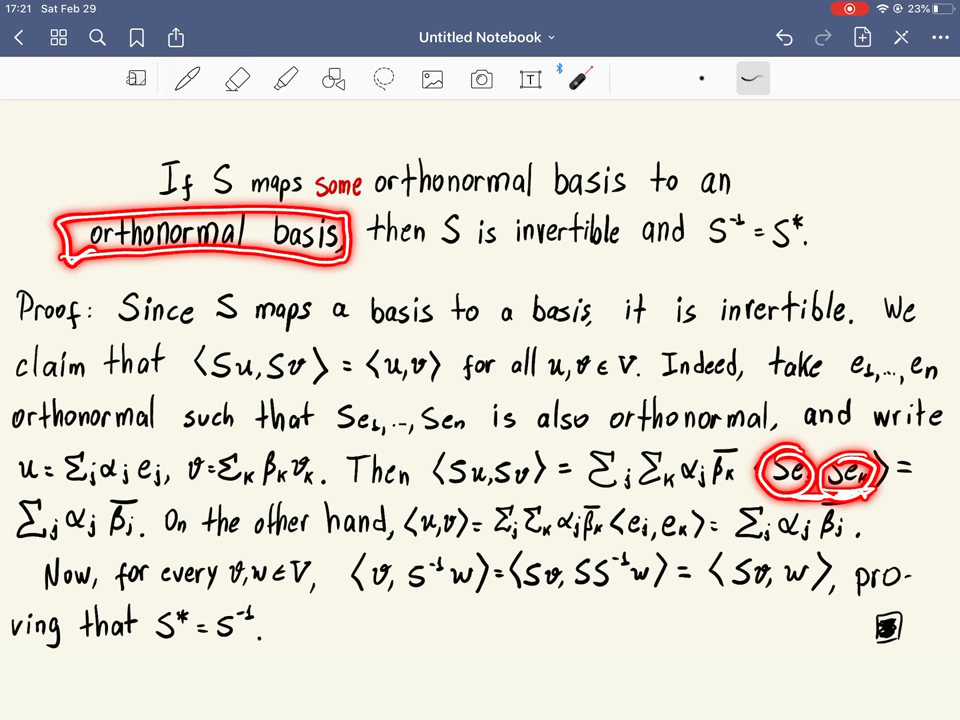 17:21 Sat Feb 29 23%
Untitled Notebook
If S maps some orthonormal basis to an
orthonormal basis, then S is invertible and S⁻¹ = S*.
Proof: Since S maps a basis to a basis, it is invertible. We
claim that ⟨Su, Sv⟩ = ⟨u, v⟩ for all u, v ∈ V. Indeed, take e₁, ..., eₙ
orthonormal such that Se₁, ..., Seₙ is also orthonormal, and write
u = Σⱼ αⱼ eⱼ, v = Σₖ βₖ vₖ. Then ⟨Su, Sv⟩ = Σⱼ Σₖ αⱼ β̅ₖ ⟨Se, Seₖ⟩ =
Σⱼ αⱼ β̅ⱼ. On the other hand, ⟨u, v⟩ = Σⱼ Σₖ αⱼ β̅ₖ ⟨eⱼ, eₖ⟩ = Σⱼ αⱼ β̅ⱼ.
Now, for every v, w ∈ V, ⟨v, S⁻¹w⟩ = ⟨Sv, SS⁻¹w⟩ = ⟨Sv, w⟩, pro-
ving that S* = S⁻¹.